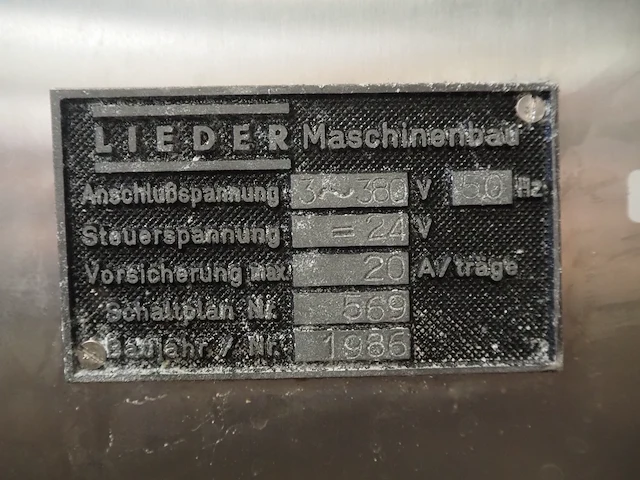 LIEDER Maschinenbau
Anschlußspannung 3~380 V 50 Hz
Steuerspannung = 24 V
Vorsicherung max. 20 A/träge
Schaltplan Nr. 569
Baujahr / Nr. 1986